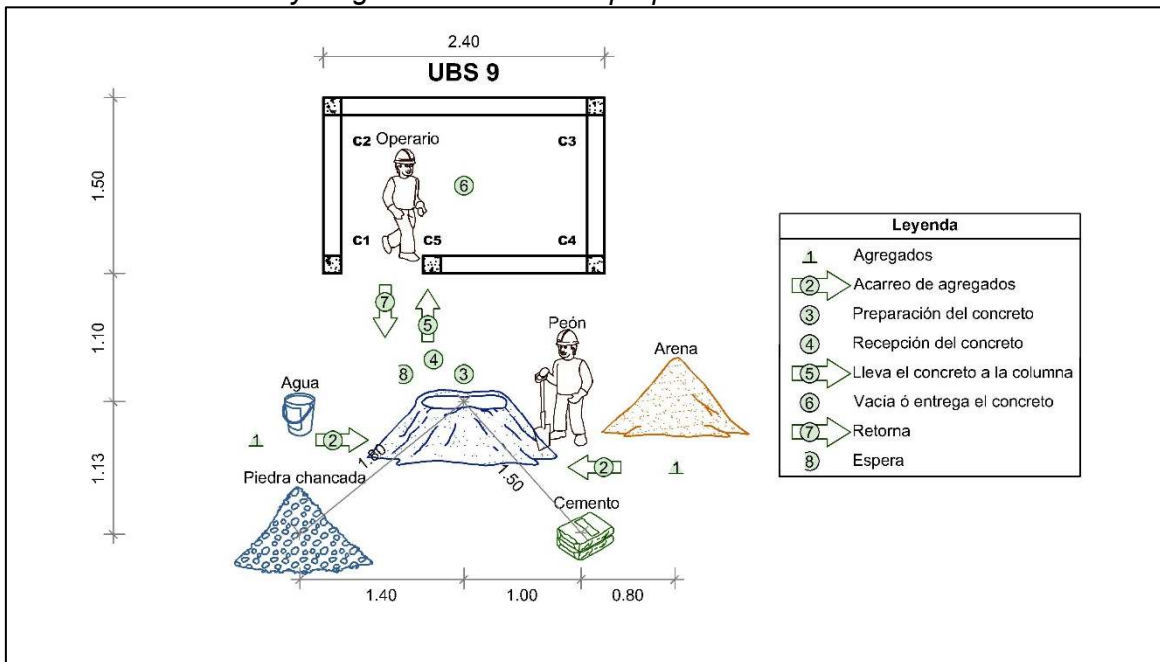 2.40
UBS 9
C2 Operario
C3
6
1.50
C1
C5
C4
7
5
1.10
Peón
4
8
3
Arena
Agua
1
2
1.80
1.50
2
1
1.13
Piedra chancada
Cemento
1.40
1.00
0.80
Leyenda
1 Agregados
2 Acarreo de agregados
3 Preparación del concreto
4 Recepción del concreto
5 Lleva el concreto a la columna
6 Vacía ó entrega el concreto
7 Retorna
8 Espera